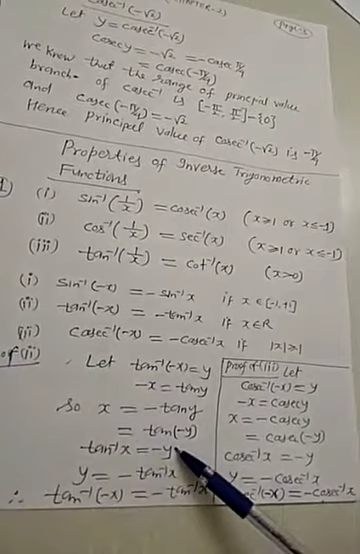 cosec⁻¹(-√2)
Let y = cosec⁻¹(-√2)
cosec y = -√2 = -cosec π/4
= cosec(-π/4)
Page-3
we know that the range of principal value
branch of cosec⁻¹ is [-π/2, π/2]-{0}
and cosec(-π/4) = -√2
Hence principal value of cosec⁻¹(-√2) is -π/4
Properties of Inverse Trigonometric
Functions
1) (i) sin⁻¹(1/x) = cosec⁻¹(x) (x≥1 or x≤-1)
(ii) cos⁻¹(1/x) = sec⁻¹(x) (x≥1 or x≤-1)
(iii) tan⁻¹(1/x) = cot⁻¹(x) (x>0)
(i) sin⁻¹(-x) = -sin⁻¹x if x∈[-1,1]
(ii) tan⁻¹(-x) = -tan⁻¹x if x∈R
(iii) cosec⁻¹(-x) = -cosec⁻¹x if |x|≥1
of (ii) Let tan⁻¹(-x) = y
-x = tan y
So x = -tan y
= tan(-y)
tan⁻¹x = -y
y = -tan⁻¹x
∴ tan⁻¹(-x) = -tan⁻¹x
Proof of (iii) Let
cosec⁻¹(-x) = y
-x = cosec y
x = -cosec y
= cosec(-y)
cosec⁻¹x = -y
y = -cosec⁻¹x
(-x) = -cosec⁻¹x